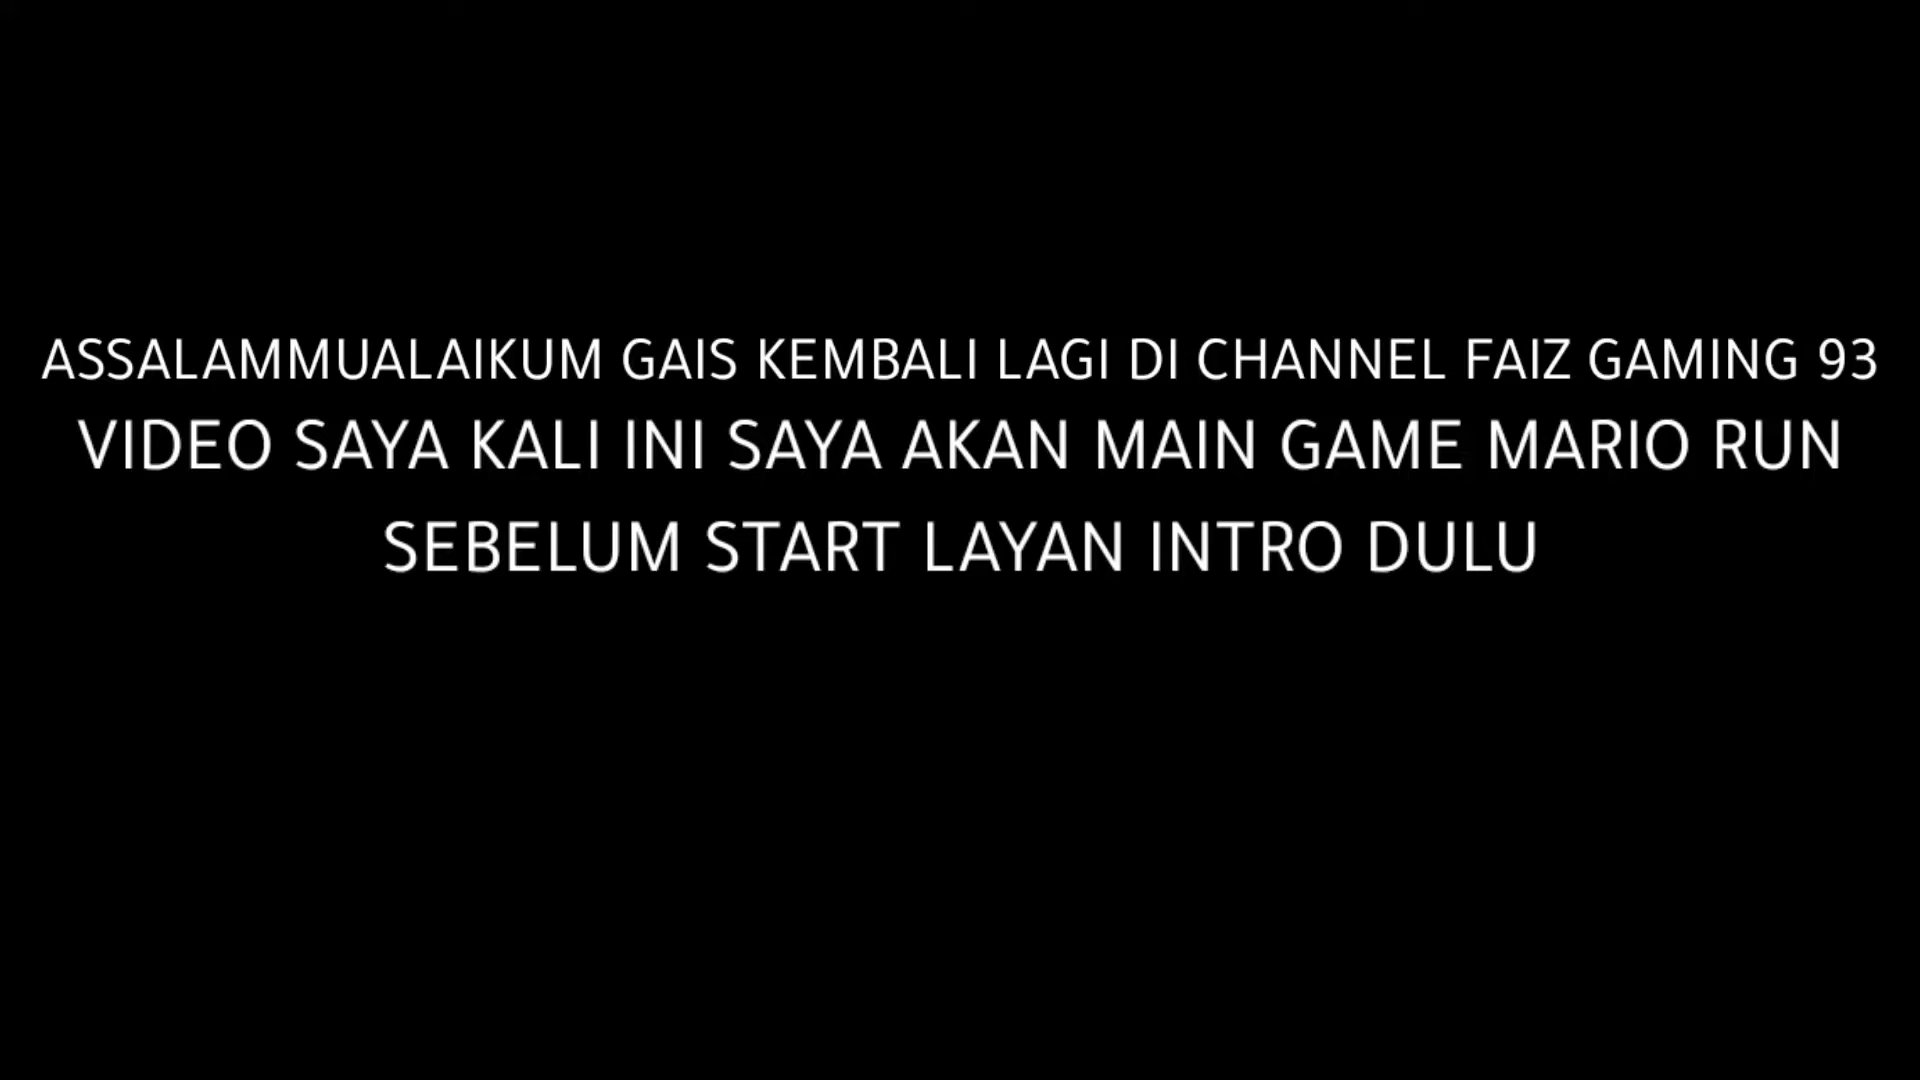 ASSALAMMUALAIKUM GAIS KEMBALI LAGI DI CHANNEL FAIZ GAMING 93
VIDEO SAYA KALI INI SAYA AKAN MAIN GAME MARIO RUN
SEBELUM START LAYAN INTRO DULU